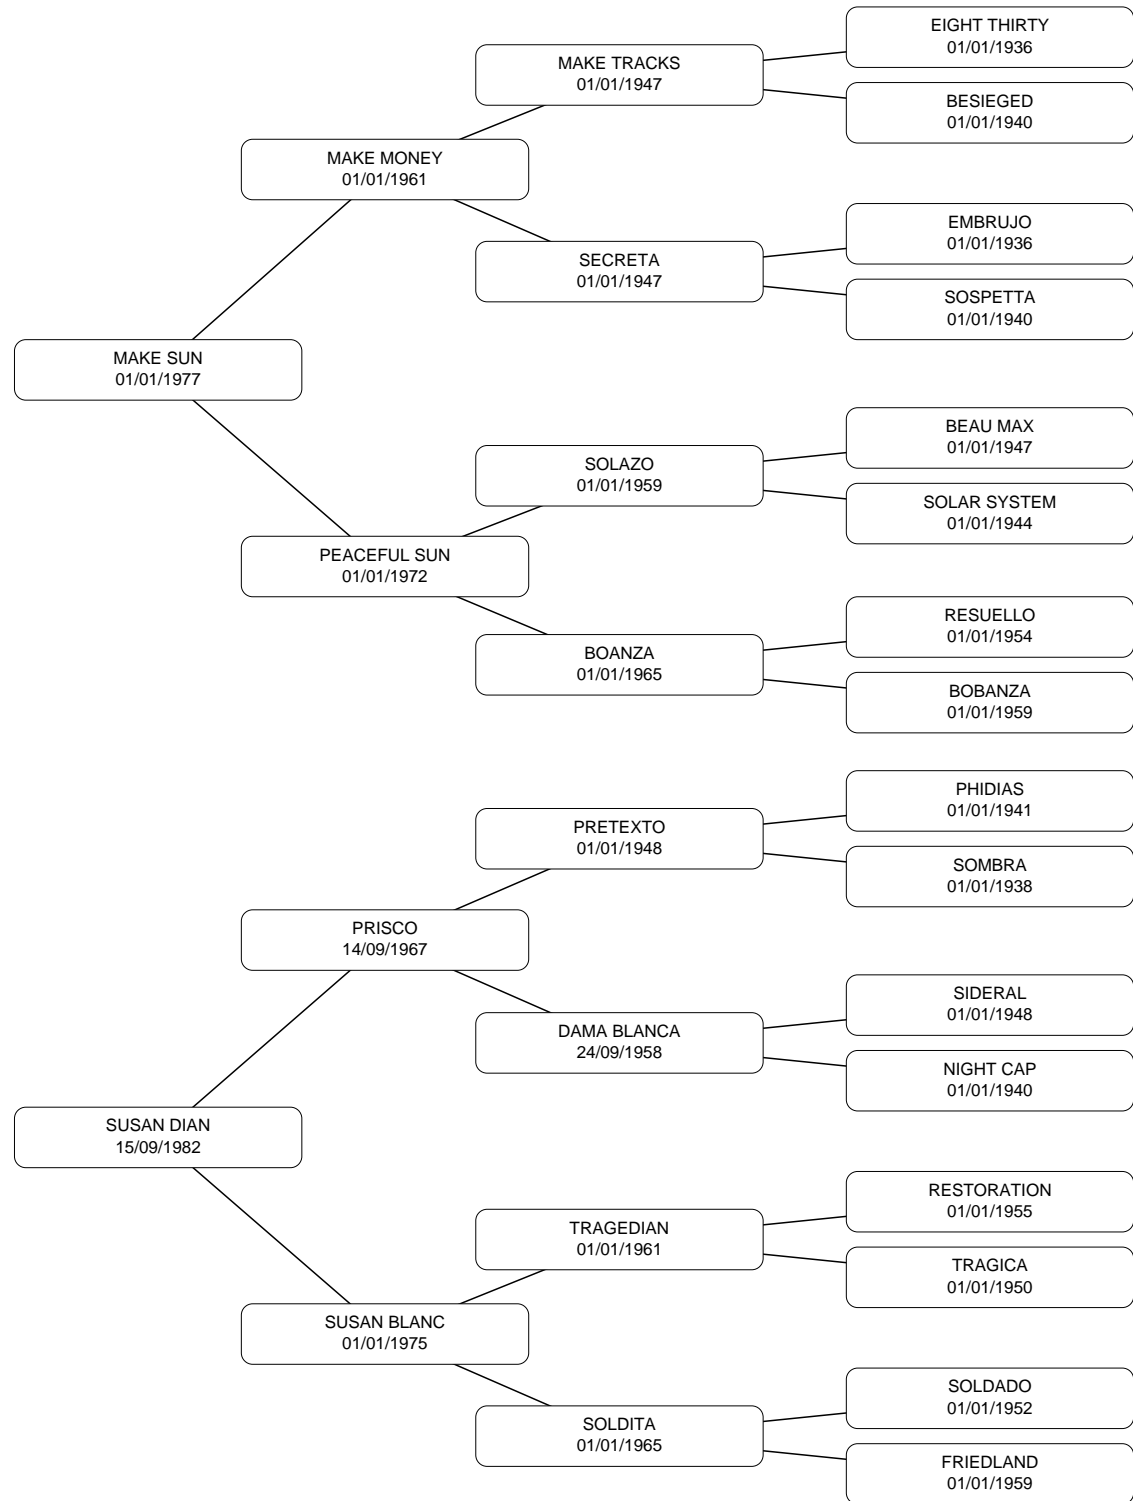 EIGHT THIRTY
01/01/1936
MAKE TRACKS
01/01/1947
BESIEGED
01/01/1940
MAKE MONEY
01/01/1961
EMBRUJO
01/01/1936
SECRETA
01/01/1947
SOSPETTA
01/01/1940
MAKE SUN
01/01/1977
BEAU MAX
01/01/1947
SOLAZO
01/01/1959
SOLAR SYSTEM
01/01/1944
PEACEFUL SUN
01/01/1972
RESUELLO
01/01/1954
BOANZA
01/01/1965
BOBANZA
01/01/1959
PHIDIAS
01/01/1941
PRETEXTO
01/01/1948
SOMBRA
01/01/1938
PRISCO
14/09/1967
SIDERAL
01/01/1948
DAMA BLANCA
24/09/1958
NIGHT CAP
01/01/1940
SUSAN DIAN
15/09/1982
RESTORATION
01/01/1955
TRAGEDIAN
01/01/1961
TRAGICA
01/01/1950
SUSAN BLANC
01/01/1975
SOLDADO
01/01/1952
SOLDITA
01/01/1965
FRIEDLAND
01/01/1959